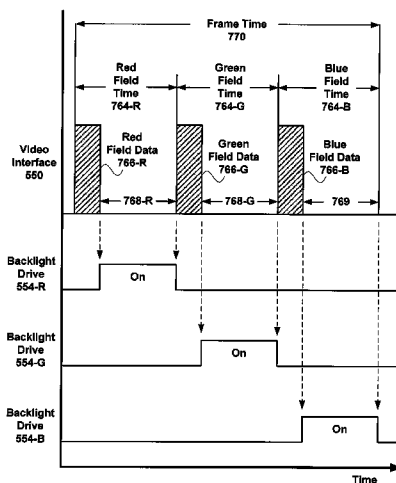 Frame Time
770
Red
Field
Time
764-R
Green
Field
Time
764-G
Blue
Field
Time
764-B
Video
Interface
550
Red
Field Data
766-R
Green
Field Data
766-G
Blue
Field Data
766-B
768-R
768-G
769
Backlight
Drive
554-R
On
Backlight
Drive
554-G
On
Backlight
Drive
554-B
On
Time